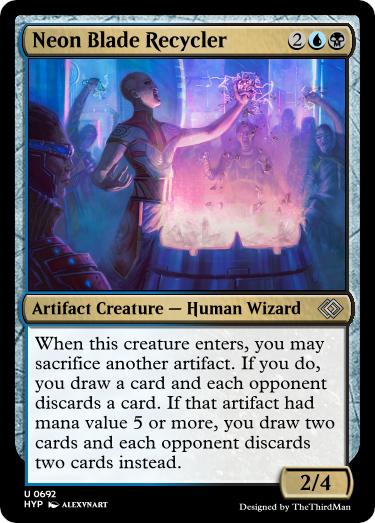 Neon Blade Recycler 2
Artifact Creature — Human Wizard
When this creature enters, you may
sacrifice another artifact. If you do,
you draw a card and each opponent
discards a card. If that artifact had
mana value 5 or more, you draw two
cards and each opponent discards
two cards instead.
2/4
U 0692
HYP ALEXVNART
Designed by TheThirdMan